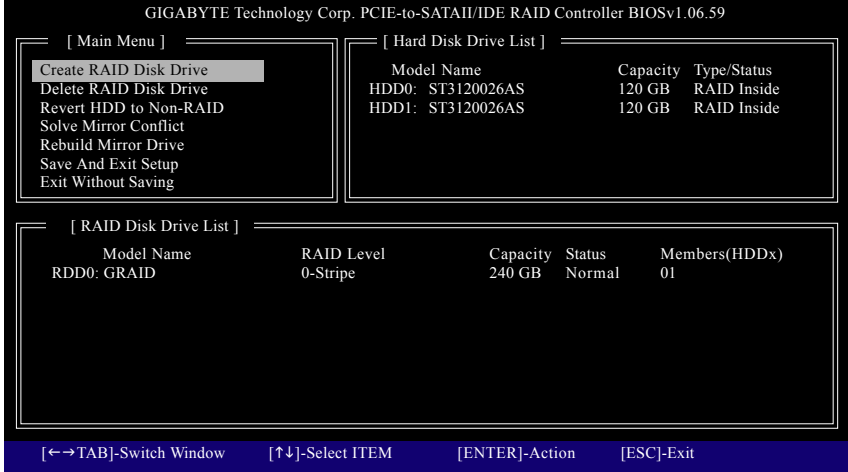 GIGABYTE Technology Corp. PCIE-to-SATAII/IDE RAID Controller BIOSv1.06.59
[ Main Menu ]
Create RAID Disk Drive
Delete RAID Disk Drive
Revert HDD to Non-RAID
Solve Mirror Conflict
Rebuild Mirror Drive
Save And Exit Setup
Exit Without Saving
[ Hard Disk Drive List ]
Model Name Capacity Type/Status
HDD0: ST3120026AS 120 GB RAID Inside
HDD1: ST3120026AS 120 GB RAID Inside
[ RAID Disk Drive List ]
Model Name RAID Level Capacity Status Members(HDDx)
RDD0: GRAID 0-Stripe 240 GB Normal 01
[←→TAB]-Switch Window [↑↓]-Select ITEM [ENTER]-Action [ESC]-Exit